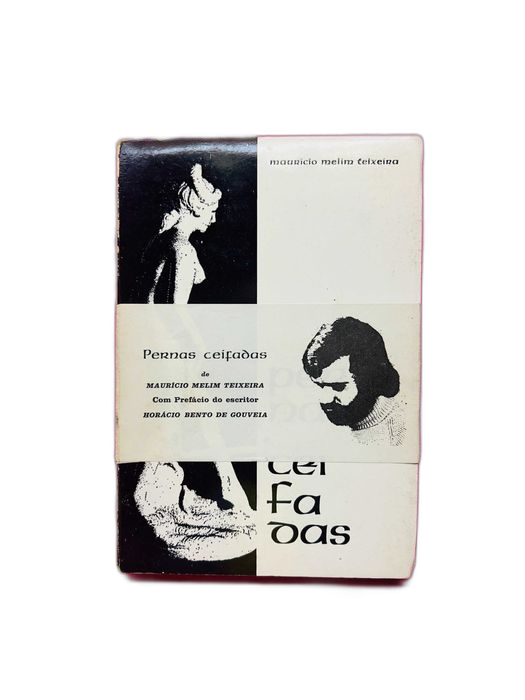 mauricio melim teixeira
Pernas ceifadas
de
MAURÍCIO MELIM TEIXEIRA
Com Prefácio do escritor
HORÁCIO BENTO DE GOUVEIA
cei
fa
das